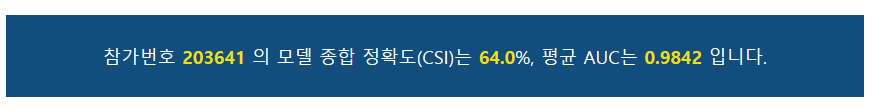 참가번호 203641 의 모델 종합 정확도(CSI)는 64.0%, 평균 AUC는 0.9842 입니다.